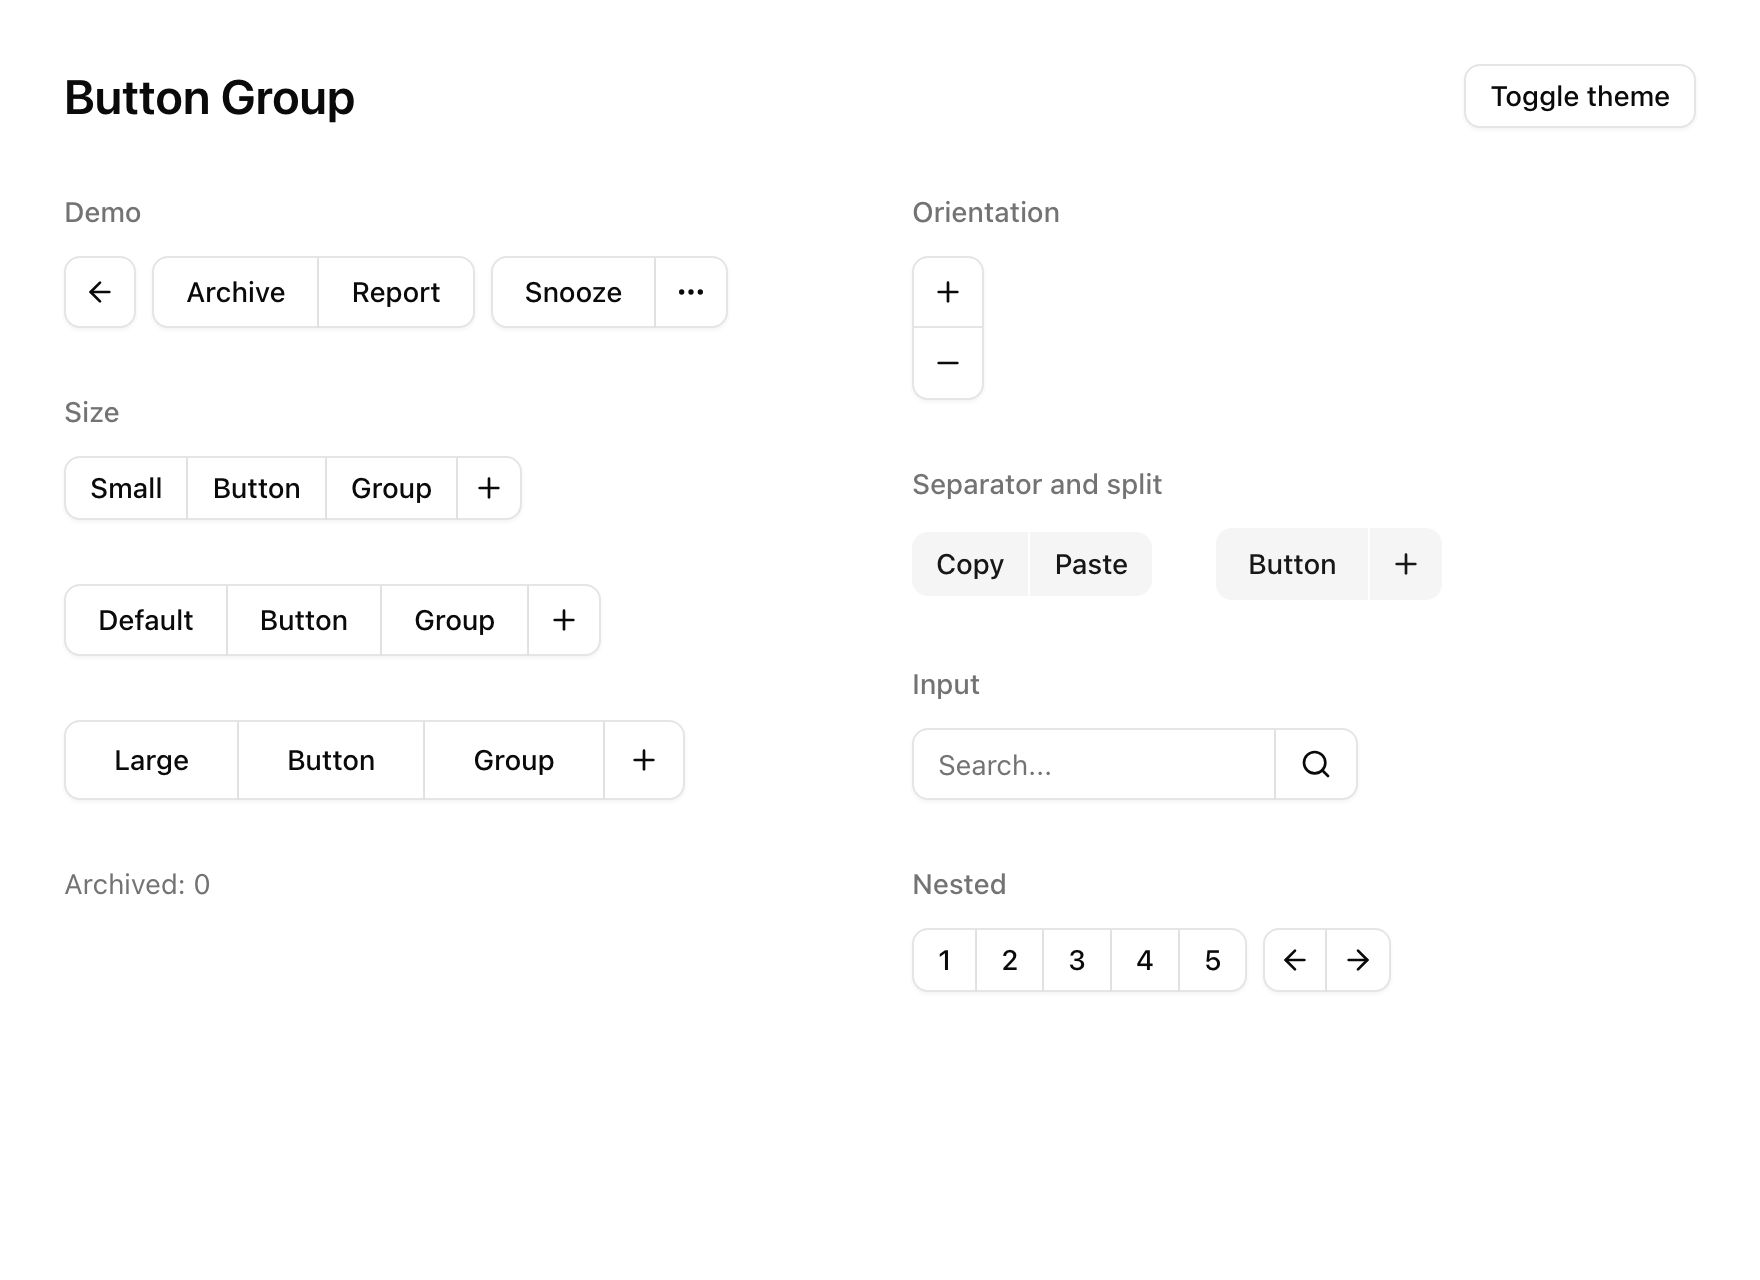 Button Group
Toggle theme
Demo
Archive Report Snooze
Size
Small Button Group
Default Button Group
Large Button Group
Archived: 0
Orientation
Separator and split
Copy Paste Button
Input
Search...
Nested
1 2 3 4 5